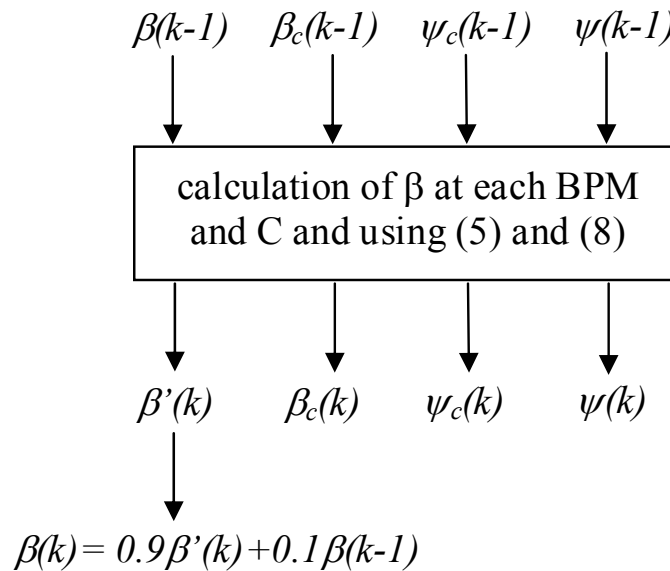 β(k-1) β_c(k-1) ψ_c(k-1) ψ(k-1)
calculation of β at each BPM
and C and using (5) and (8)
β’(k) β_c(k) ψ_c(k) ψ(k)
β(k)= 0.9β’(k)+0.1β(k-1)